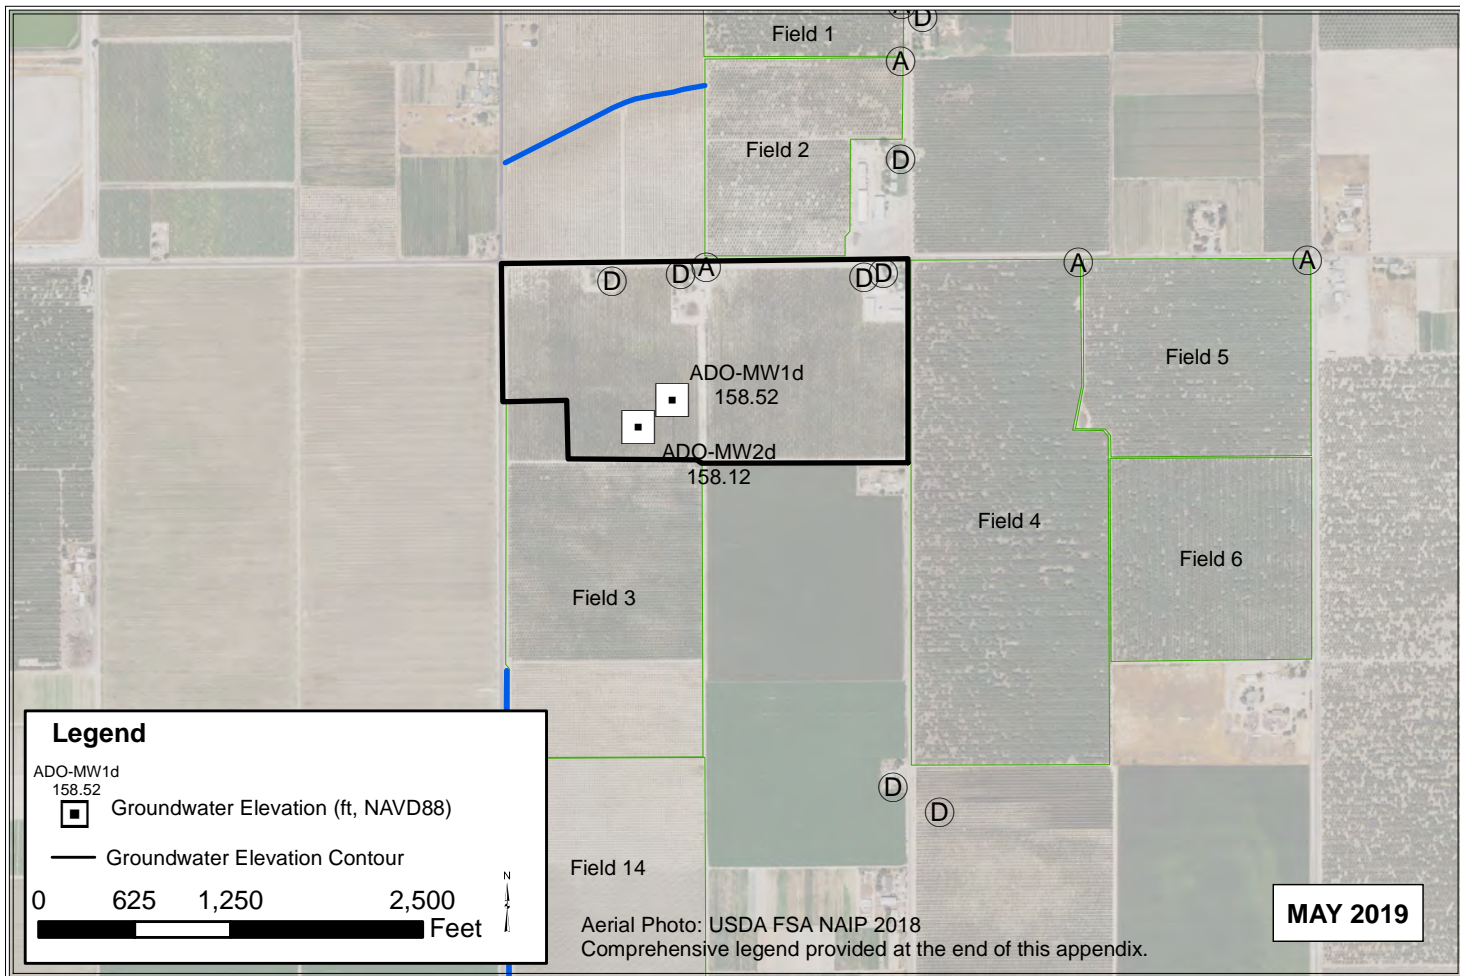 D
Field 1
A
Field 2
D
D
D
A
D
D
A
A
ADO-MW1d
158.52
Field 5
ADO-MW2d
158.12
Field 4
Field 6
Field 3
Legend
ADO-MW1d
158.52
Groundwater Elevation (ft, NAVD88)
Groundwater Elevation Contour
0 625 1,250 2,500
Feet
N
D
D
Field 14
Aerial Photo: USDA FSA NAIP 2018
Comprehensive legend provided at the end of this appendix.
MAY 2019